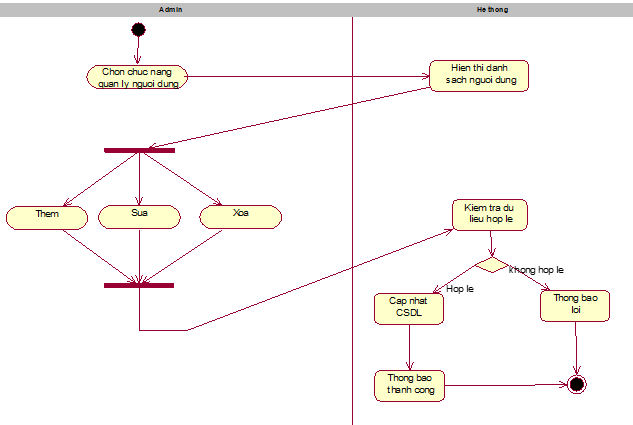 Admin
He thong
Chon chuc nang
quan ly nguoi dung
Hien thi danh
sach nguoi dung
Them
Sua
Xoa
Kiem tra du
lieu hop le
khong hop le
Hop le
Cap nhat
CSDL
Thong bao
loi
Thong bao
thanh cong